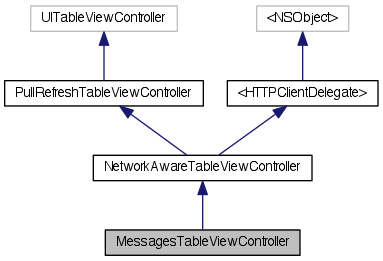 UITableViewController
<NSObject>
PullRefreshTableViewController
<HTTPClientDelegate>
NetworkAwareTableViewController
MessagesTableViewController